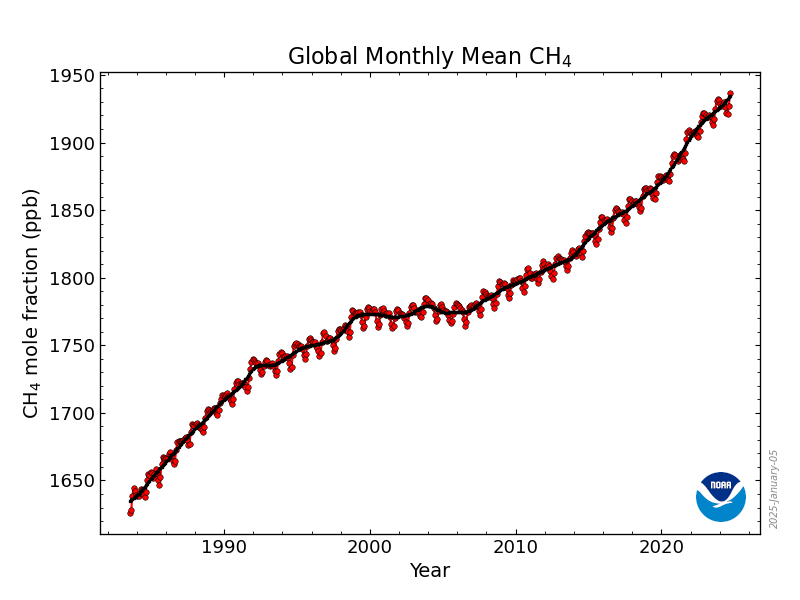 Global Monthly Mean CH₄
CH₄ mole fraction (ppb)
1950
1900
1850
1800
1750
1700
1650
1990
2000
2010
2020
Year
NOAA
2025-January-05